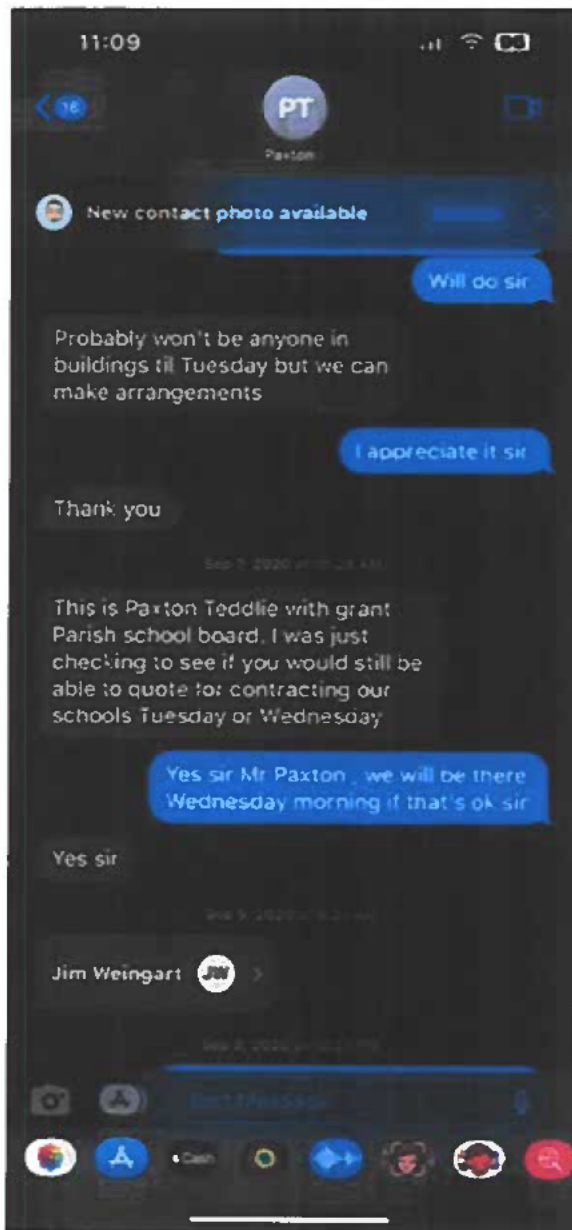 11:09
16
PT
Paxton
New contact photo available
Will do sir
Probably won't be anyone in
buildings til Tuesday but we can
make arrangements
I appreciate it sir
Thank you
This is Paxton Teddlie with grant
Parish school board. I was just
checking to see if you would still be
able to quote for contracting our
schools Tuesday or Wednesday
Yes sir Mr Paxton , we will be there
Wednesday morning if that's ok sir
Yes sir
Jim Weingart JW
Cash